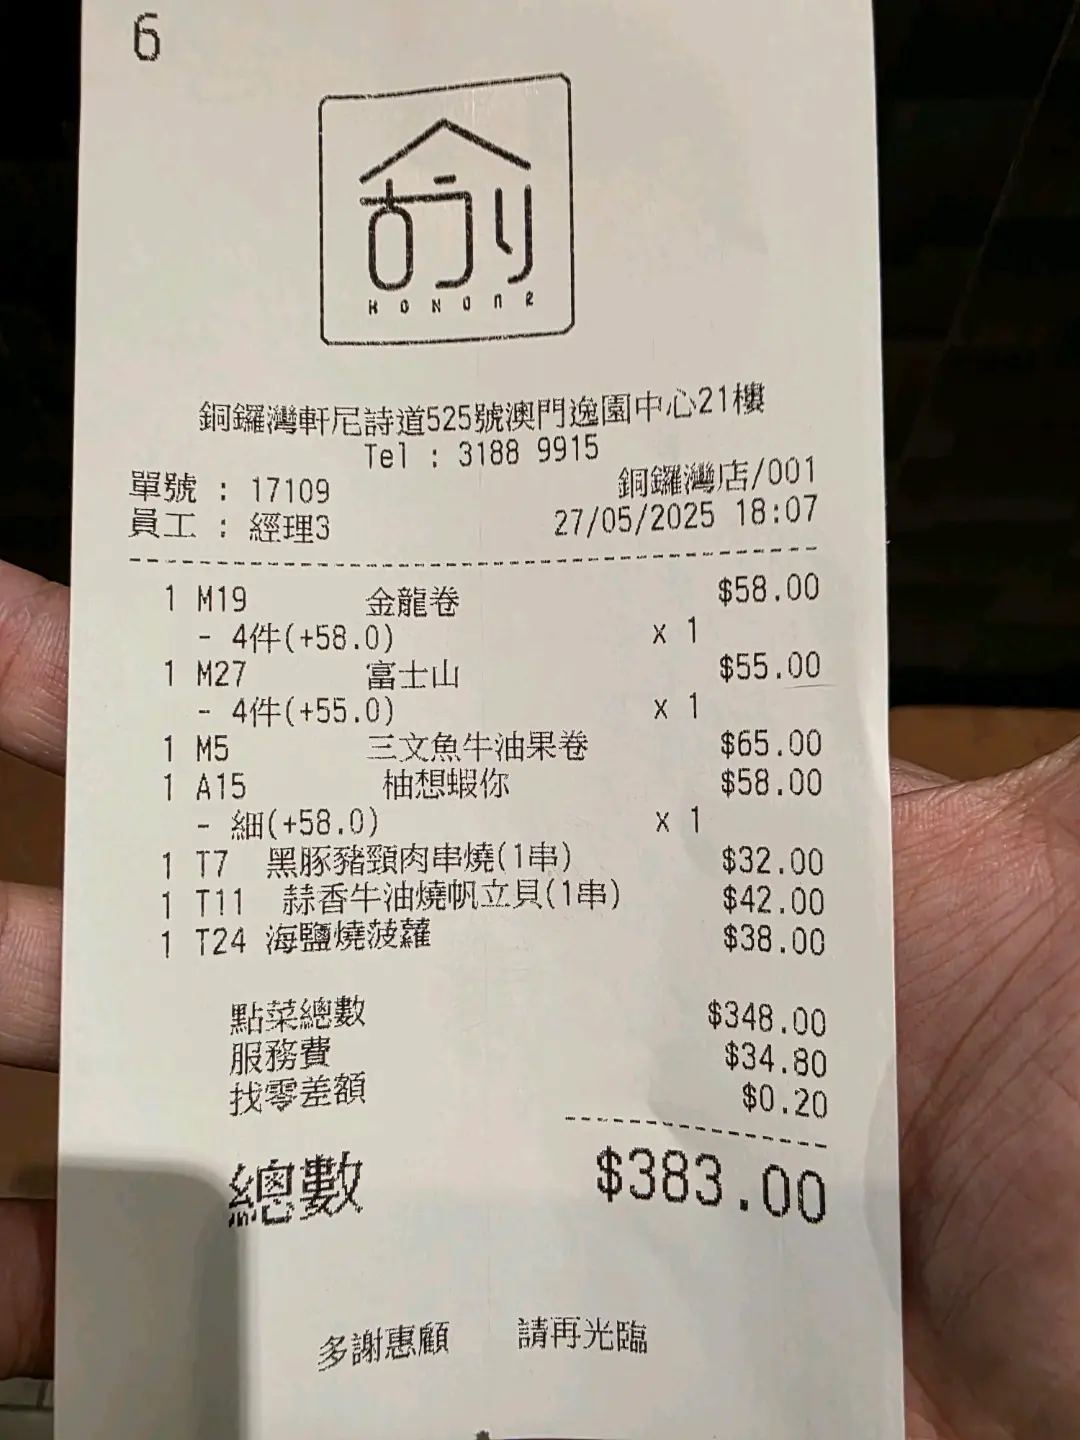 6
KONOHA
銅鑼灣軒尼詩道525號澳門逸園中心21樓
Tel : 3188 9915
單號 : 17109 銅鑼灣店/001
員工 : 經理3 27/05/2025 18:07
1 M19 金龍卷 $58.00
- 4件(+58.0) x 1
1 M27 富士山 $55.00
- 4件(+55.0) x 1
1 M5 三文魚牛油果卷 $65.00
1 A15 柚想蝦你 $58.00
- 細(+58.0) x 1
1 T7 黑豚豬頸肉串燒(1串) $32.00
1 T11 蒜香牛油燒帆立貝(1串) $42.00
1 T24 海鹽燒菠蘿 $38.00
點菜總數 $348.00
服務費 $34.80
找零差額 $0.20
總數 $383.00
多謝惠顧 請再光臨